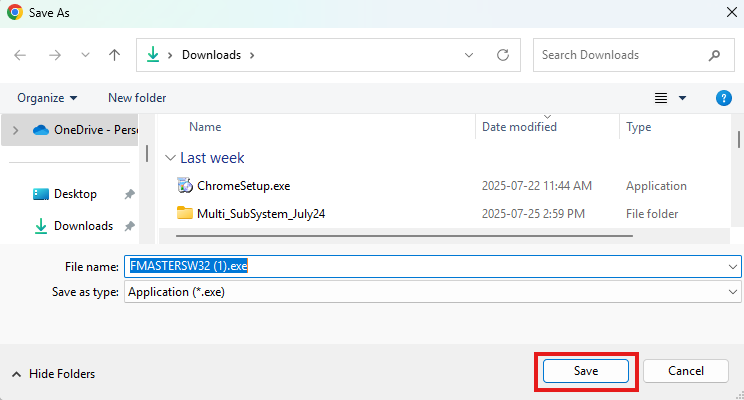 Save As
Downloads
Search Downloads
Organize New folder
OneDrive - Perso
Name Date modified Type
Last week
ChromeSetup.exe 2025-07-22 11:44 AM Application
Desktop
Multi_SubSystem_July24 2025-07-25 2:59 PM File folder
Downloads
File name: FMASTERSW32 (1).exe
Save as type: Application (*.exe)
Hide Folders Save Cancel